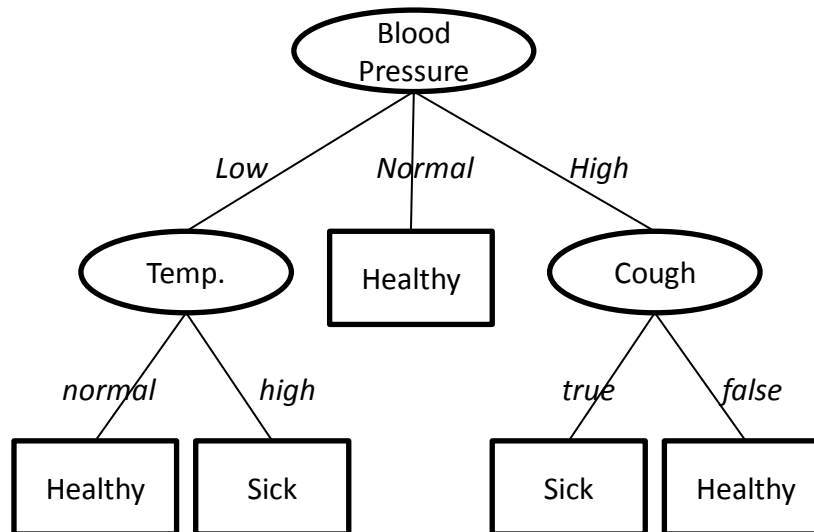 Blood
Pressure
Low
Normal
High
Temp.
Healthy
Cough
normal
high
true
false
Healthy
Sick
Sick
Healthy